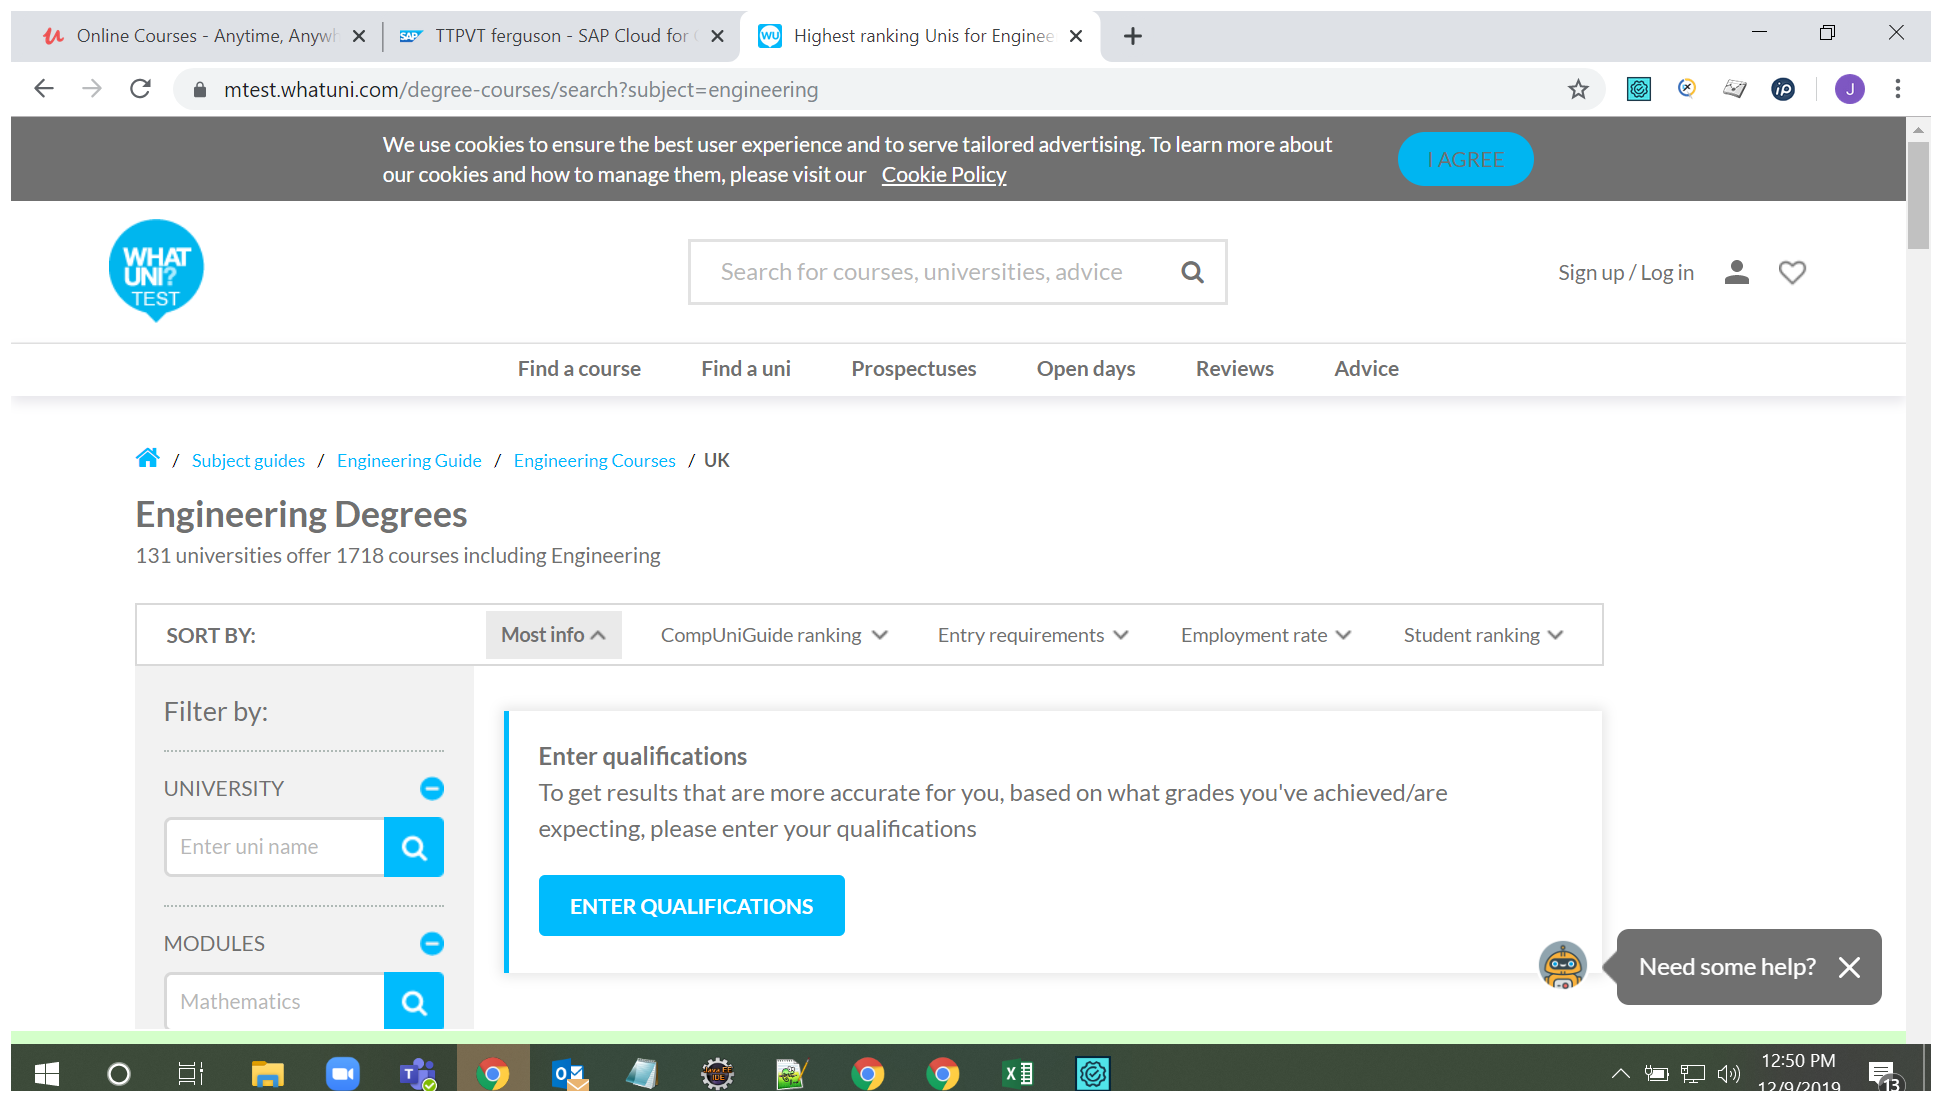 Online Courses - Anytime, Anywh
SAP TTPVT ferguson - SAP Cloud for
WU Highest ranking Unis for Enginee
mtest.whatuni.com/degree-courses/search?subject=engineering
J
We use cookies to ensure the best user experience and to serve tailored advertising. To learn more about
our cookies and how to manage them, please visit our Cookie Policy
I AGREE
WHAT
UNI?
TEST
Search for courses, universities, advice
Sign up / Log in
Find a course Find a uni Prospectuses Open days Reviews Advice
/ Subject guides / Engineering Guide / Engineering Courses / UK
Engineering Degrees
131 universities offer 1718 courses including Engineering
SORT BY: Most info CompUniGuide ranking Entry requirements Employment rate Student ranking
Filter by:
UNIVERSITY
Enter uni name
MODULES
Mathematics
Enter qualifications
To get results that are more accurate for you, based on what grades you've achieved/are
expecting, please enter your qualifications
ENTER QUALIFICATIONS
Need some help?
12:50 PM
12/9/2019
13